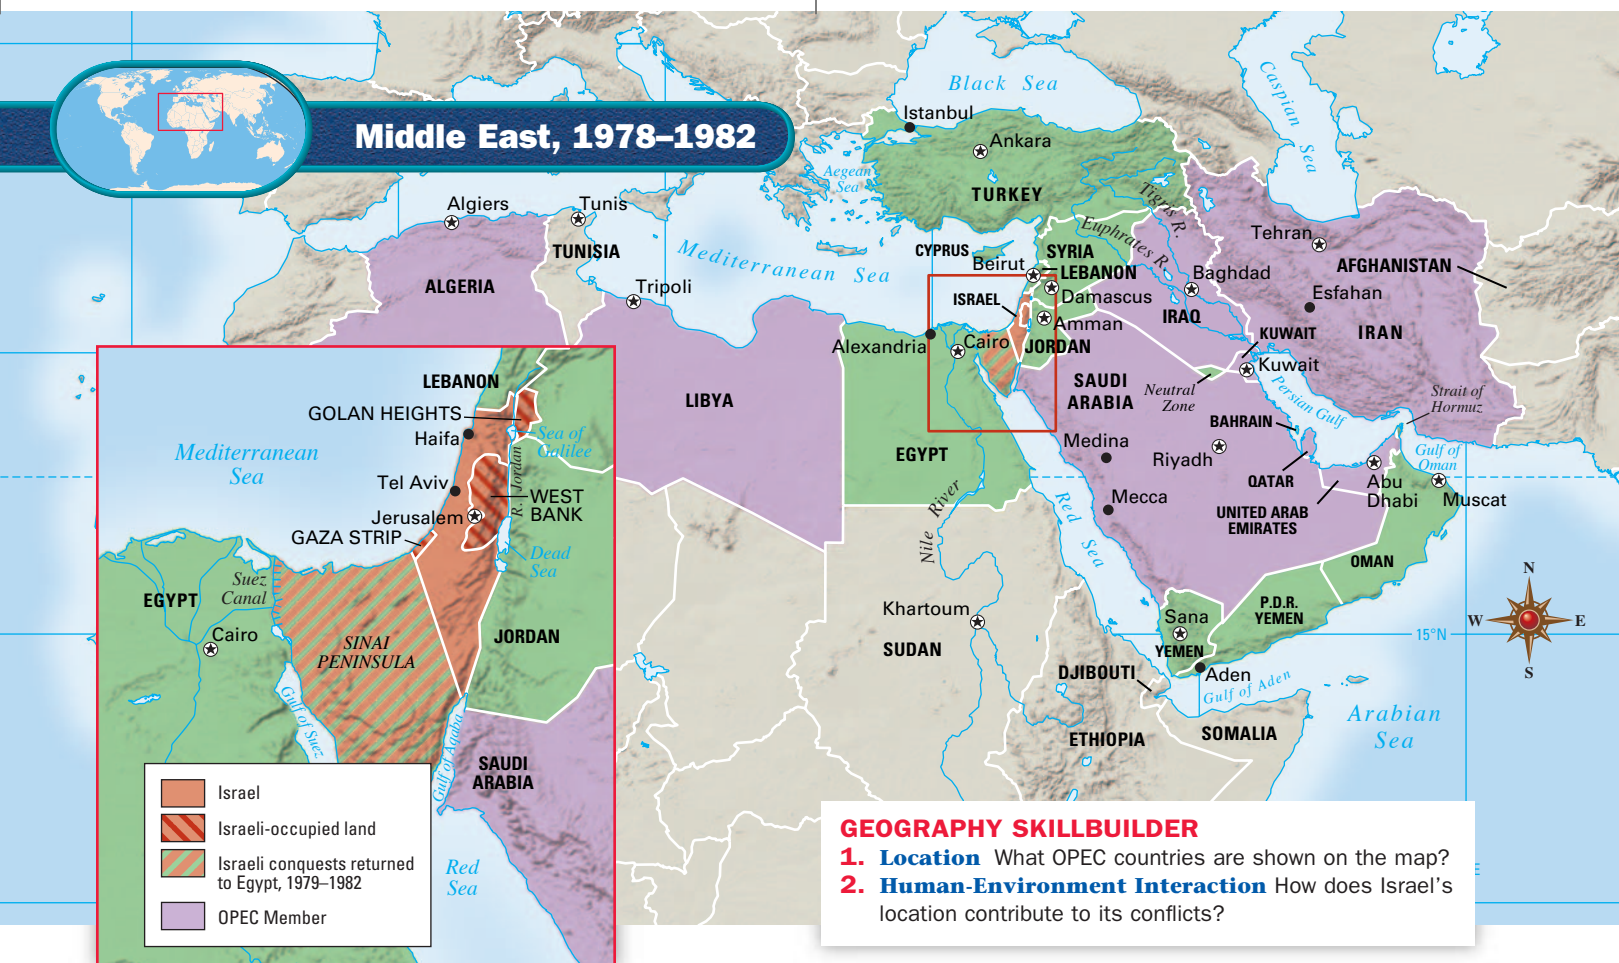 Middle East, 1978–1982
Black Sea
Caspian Sea
Istanbul
Ankara
Aegean
Sea
TURKEY
Tigris R.
Algiers
Tunis
TUNISIA
Mediterranean Sea
CYPRUS
SYRIA
Euphrates R.
Tehran
AFGHANISTAN
Beirut
LEBANON
Baghdad
ALGERIA
Tripoli
ISRAEL
Damascus
Esfahan
Amman
IRAQ
KUWAIT
IRAN
Alexandria
Cairo
JORDAN
Kuwait
SAUDI
ARABIA
Neutral
Zone
Persian Gulf
Strait of
Hormuz
LIBYA
BAHRAIN
EGYPT
Medina
Riyadh
Gulf of
Oman
QATAR
Abu
Dhabi
Muscat
Mecca
UNITED ARAB
EMIRATES
Nile River
Red Sea
OMAN
Khartoum
Sana
P.D.R.
YEMEN
15°N
SUDAN
YEMEN
DJIBOUTI
Aden
Gulf of Aden
Arabian
Sea
ETHIOPIA
SOMALIA
N
W
E
S
LEBANON
GOLAN HEIGHTS
Haifa
Sea of
Galilee
Mediterranean
Sea
R. Jordan
Tel Aviv
WEST
BANK
Jerusalem
GAZA STRIP
Dead
Sea
Suez
Canal
EGYPT
Cairo
SINAI
PENINSULA
JORDAN
Gulf of Suez
Gulf of Aqaba
SAUDI
ARABIA
Red
Sea
Israel
Israeli-occupied land
Israeli conquests returned
to Egypt, 1979–1982
OPEC Member
GEOGRAPHY SKILLBUILDER
1. Location What OPEC countries are shown on the map?
2. Human-Environment Interaction How does Israel's
location contribute to its conflicts?